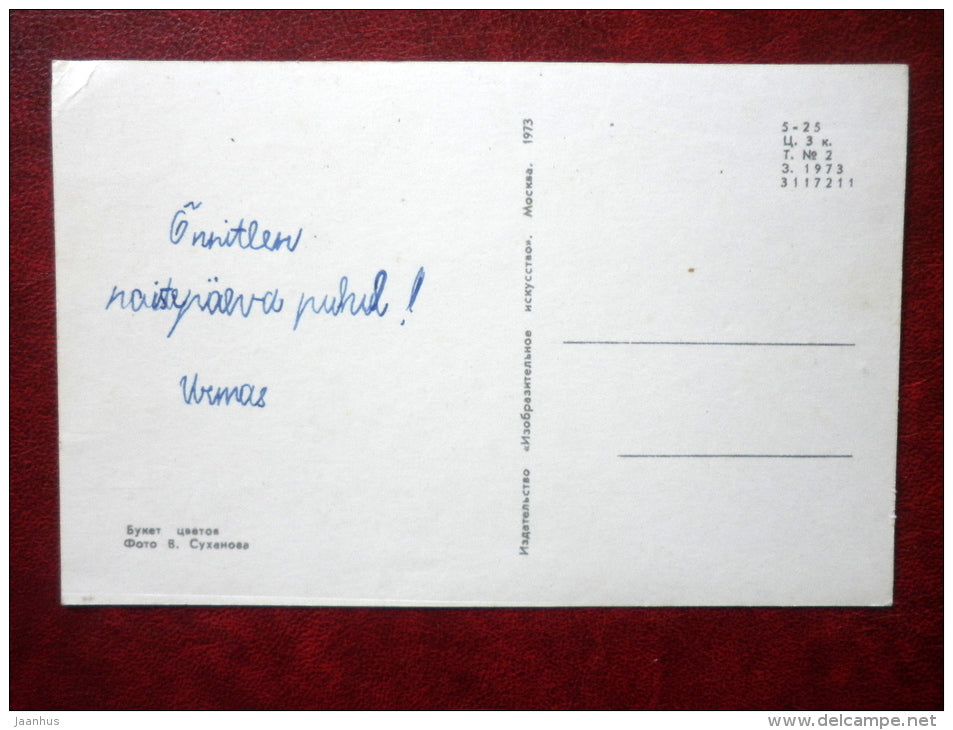 Õnnitlen
naistepäeva puhul!
Urmas
Букет цветов
Фото В. Суханова
Издательство «Изобразительное искусство». Москва. 1973
5-25
Ц. 3 к.
Т. № 2
З. 1973
3117211
jaanhus
www.delcampe.net